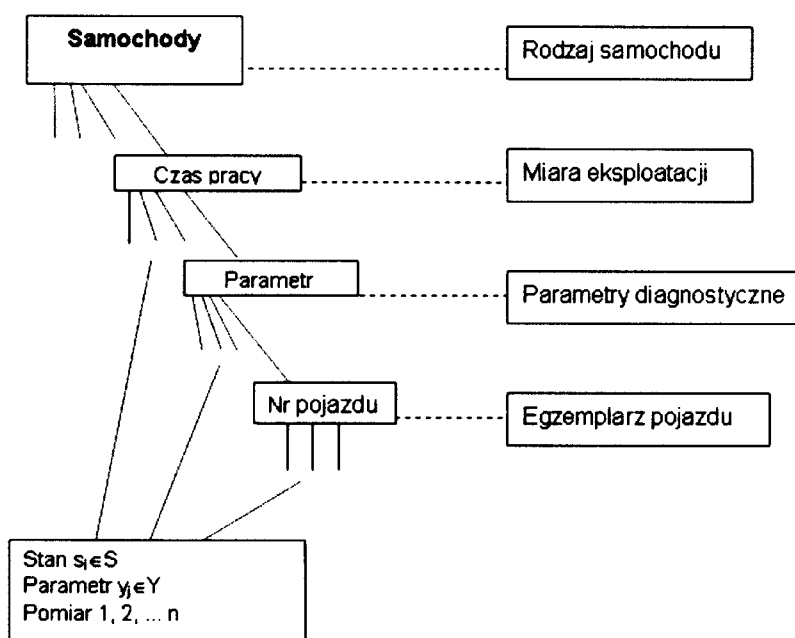 Samochody
Rodzaj samochodu
Czas pracy
Miara eksploatacji
Parametr
Parametry diagnostyczne
Nr pojazdu
Egzemplarz pojazdu
Stan sᵢ∈S
Parametr yⱼ∈Y
Pomiar 1, 2, ... n